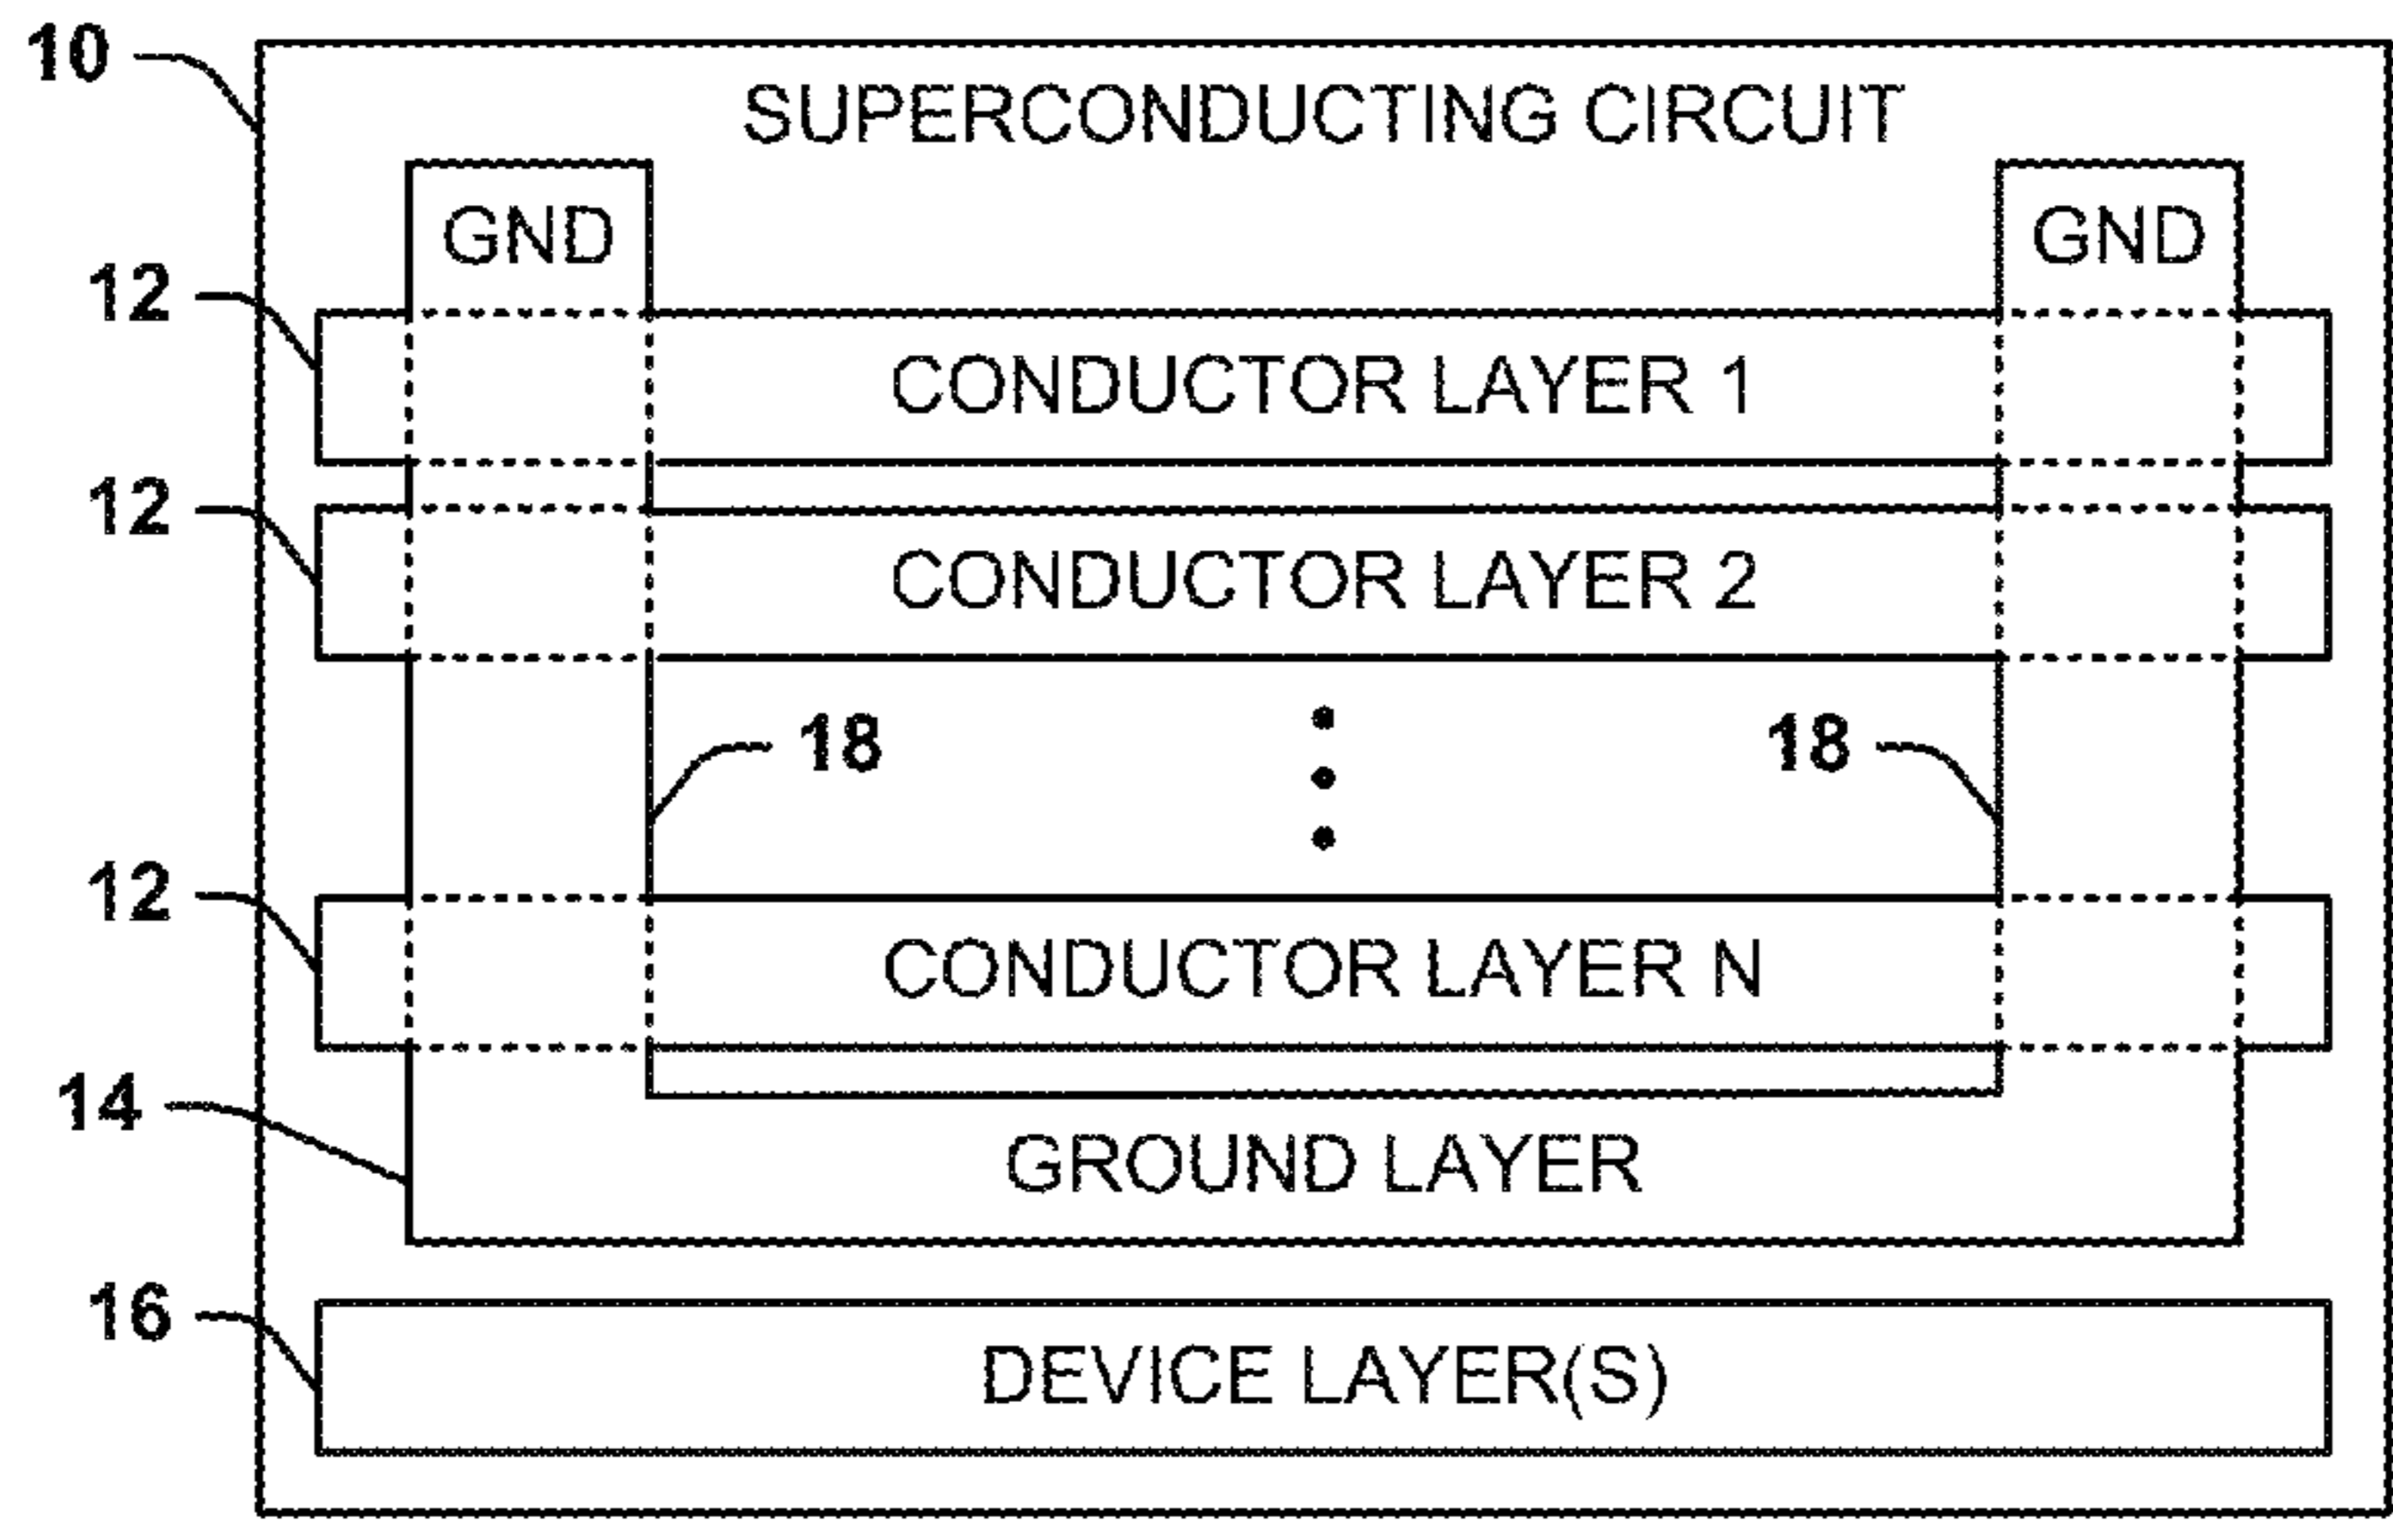 10
SUPERCONDUCTING CIRCUIT
GND GND
12
CONDUCTOR LAYER 1
12
CONDUCTOR LAYER 2
18 18
12
CONDUCTOR LAYER N
14
GROUND LAYER
16
DEVICE LAYER(S)